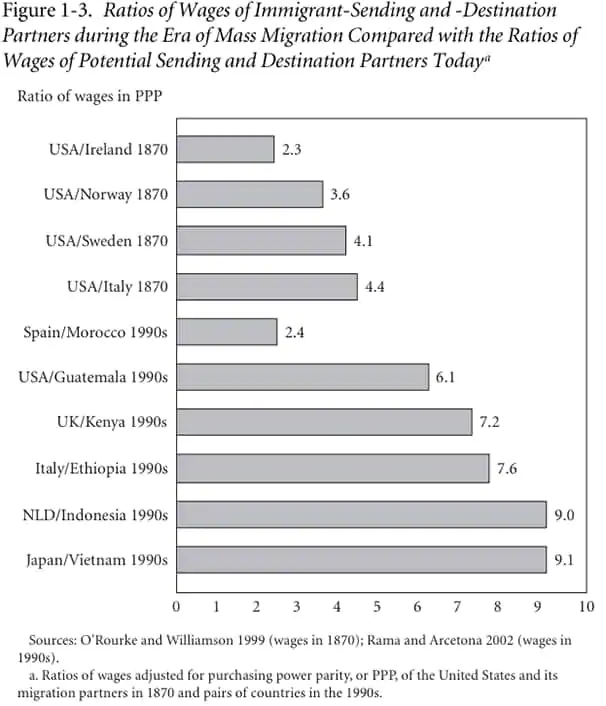 Figure 1-3. Ratios of Wages of Immigrant-Sending and -Destination
Partners during the Era of Mass Migration Compared with the Ratios of
Wages of Potential Sending and Destination Partners Todayª
Ratio of wages in PPP
USA/Ireland 1870 2.3
USA/Norway 1870 3.6
USA/Sweden 1870 4.1
USA/Italy 1870 4.4
Spain/Morocco 1990s 2.4
USA/Guatemala 1990s 6.1
UK/Kenya 1990s 7.2
Italy/Ethiopia 1990s 7.6
NLD/Indonesia 1990s 9.0
Japan/Vietnam 1990s 9.1
0 1 2 3 4 5 6 7 8 9 10
Sources: O'Rourke and Williamson 1999 (wages in 1870); Rama and Arcetona 2002 (wages in
1990s).
a. Ratios of wages adjusted for purchasing power parity, or PPP, of the United States and its
migration partners in 1870 and pairs of countries in the 1990s.